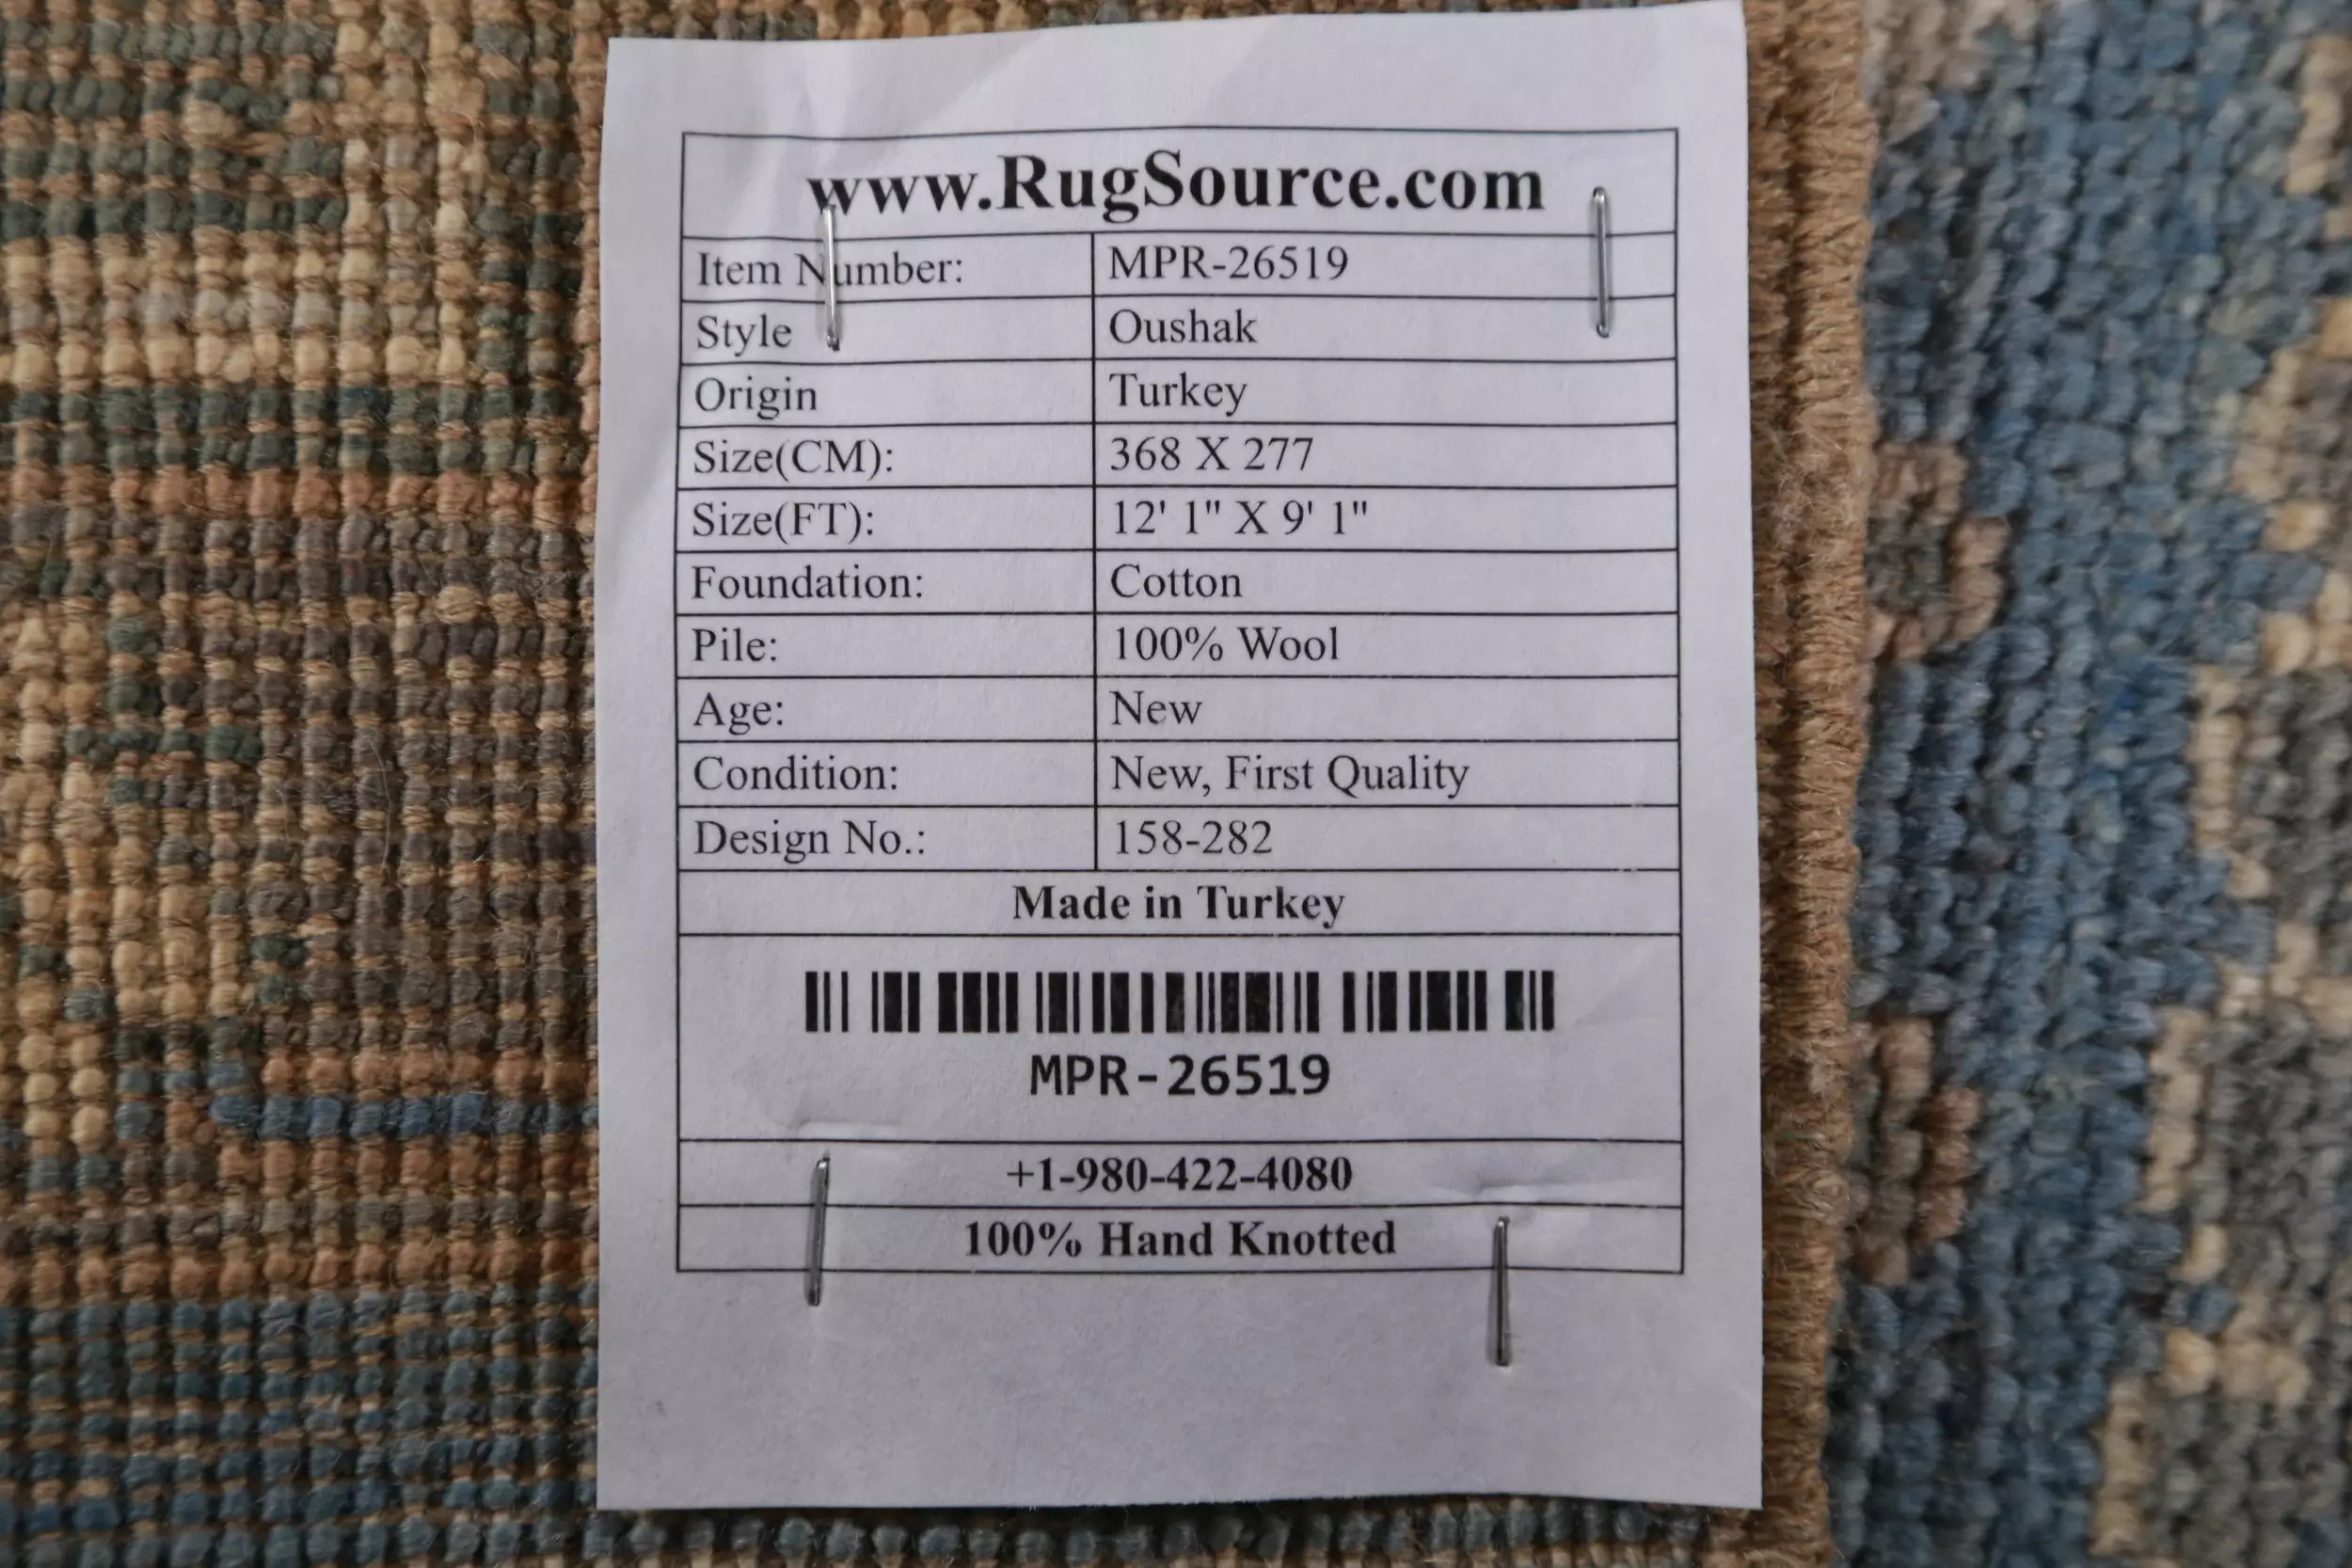 www.RugSource.com
Item Number: MPR-26519
Style Oushak
Origin Turkey
Size(CM): 368 X 277
Size(FT): 12' 1" X 9' 1"
Foundation: Cotton
Pile: 100% Wool
Age: New
Condition: New, First Quality
Design No.: 158-282
Made in Turkey
MPR-26519
+1-980-422-4080
100% Hand Knotted